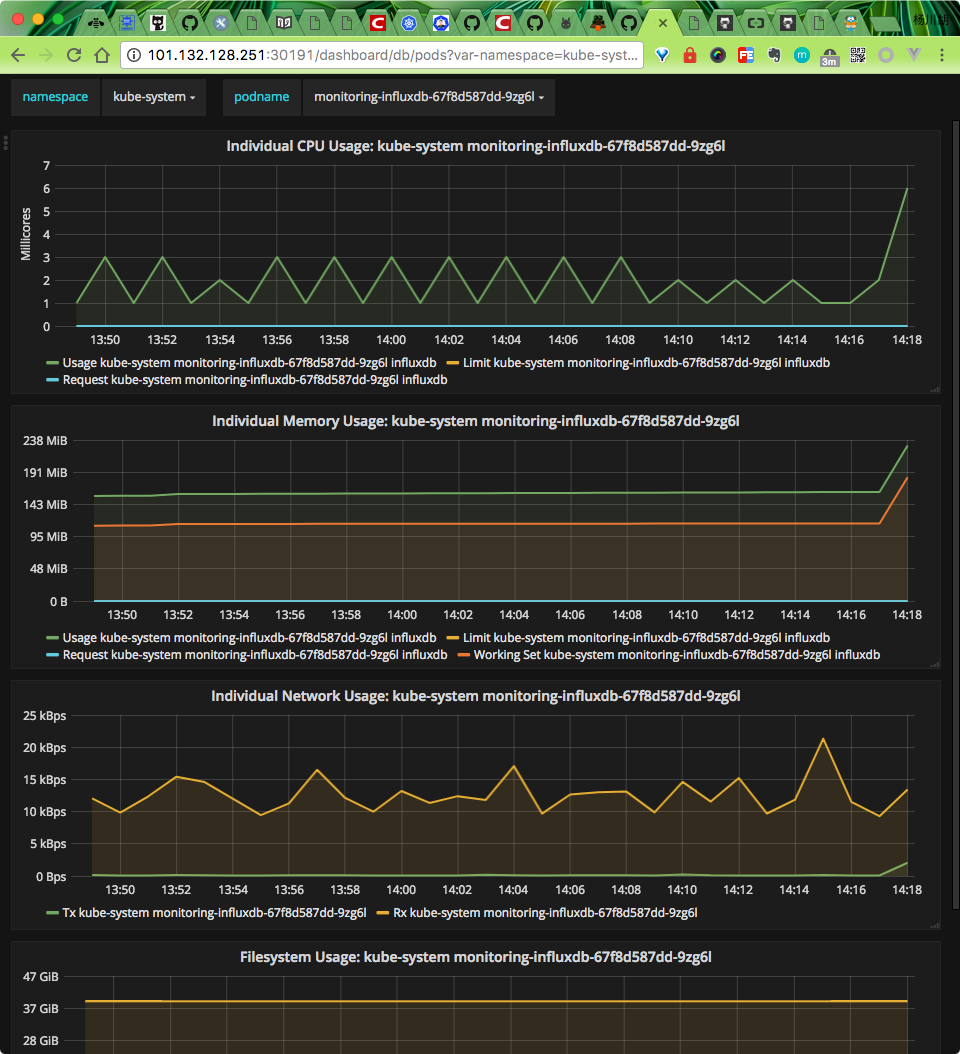 杨川胡
101.132.128.251:30191/dashboard/db/pods?var-namespace=kube-syst...
3m
namespace kube-system podname monitoring-influxdb-67f8d587dd-9zg6l
Individual CPU Usage: kube-system monitoring-influxdb-67f8d587dd-9zg6l
Millicores
7
6
5
4
3
2
1
0
13:50 13:52 13:54 13:56 13:58 14:00 14:02 14:04 14:06 14:08 14:10 14:12 14:14 14:16 14:18
Usage kube-system monitoring-influxdb-67f8d587dd-9zg6l influxdb Limit kube-system monitoring-influxdb-67f8d587dd-9zg6l influxdb
Request kube-system monitoring-influxdb-67f8d587dd-9zg6l influxdb
Individual Memory Usage: kube-system monitoring-influxdb-67f8d587dd-9zg6l
238 MiB
191 MiB
143 MiB
95 MiB
48 MiB
0 B
13:50 13:52 13:54 13:56 13:58 14:00 14:02 14:04 14:06 14:08 14:10 14:12 14:14 14:16 14:18
Usage kube-system monitoring-influxdb-67f8d587dd-9zg6l influxdb Limit kube-system monitoring-influxdb-67f8d587dd-9zg6l influxdb
Request kube-system monitoring-influxdb-67f8d587dd-9zg6l influxdb Working Set kube-system monitoring-influxdb-67f8d587dd-9zg6l influxdb
Individual Network Usage: kube-system monitoring-influxdb-67f8d587dd-9zg6l
25 kBps
20 kBps
15 kBps
10 kBps
5 kBps
0 Bps
13:50 13:52 13:54 13:56 13:58 14:00 14:02 14:04 14:06 14:08 14:10 14:12 14:14 14:16 14:18
Tx kube-system monitoring-influxdb-67f8d587dd-9zg6l Rx kube-system monitoring-influxdb-67f8d587dd-9zg6l
Filesystem Usage: kube-system monitoring-influxdb-67f8d587dd-9zg6l
47 GiB
37 GiB
28 GiB